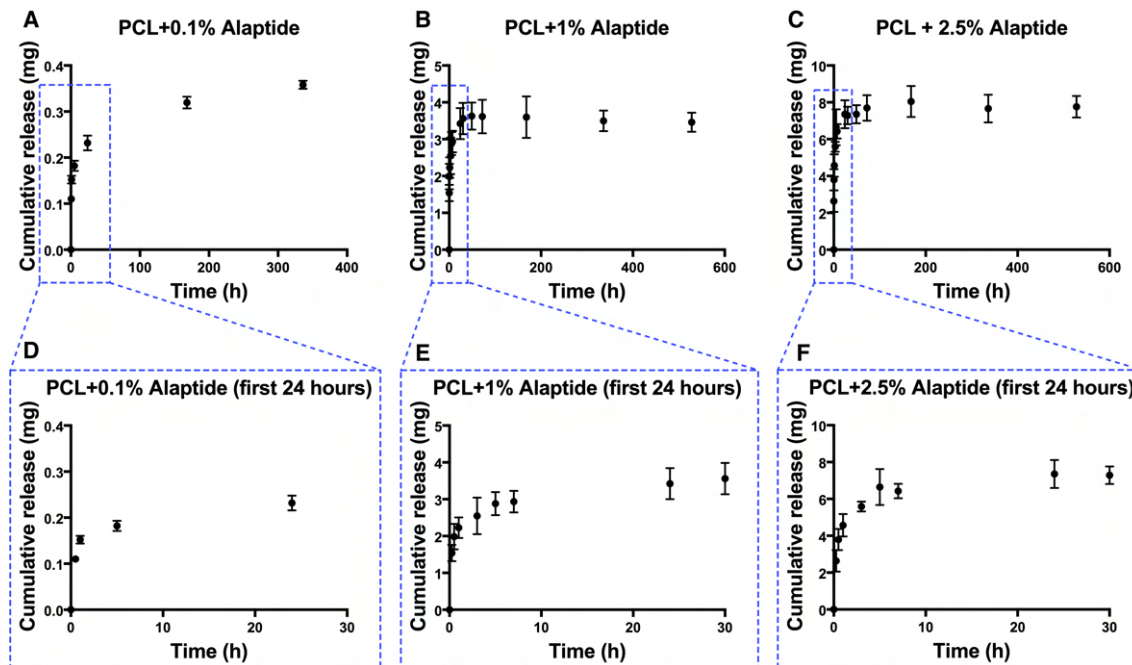 A
PCL+0.1% Alaptide
Cumulative release (mg)
0.4
0.3
0.2
0.1
0.0
0 100 200 300 400
Time (h)
B
PCL+1% Alaptide
Cumulative release (mg)
5
4
3
2
1
0
0 200 400 600
Time (h)
C
PCL + 2.5% Alaptide
Cumulative release (mg)
10
8
6
4
2
0
0 200 400 600
Time (h)
D
PCL+0.1% Alaptide (first 24 hours)
Cumulative release (mg)
0.4
0.3
0.2
0.1
0.0
0 10 20 30
Time (h)
E
PCL+1% Alaptide (first 24 hours)
Cumulative release (mg)
5
4
3
2
1
0
0 10 20 30
Time (h)
F
PCL+2.5% Alaptide (first 24 hours)
Cumulative release (mg)
10
8
6
4
2
0
0 10 20 30
Time (h)